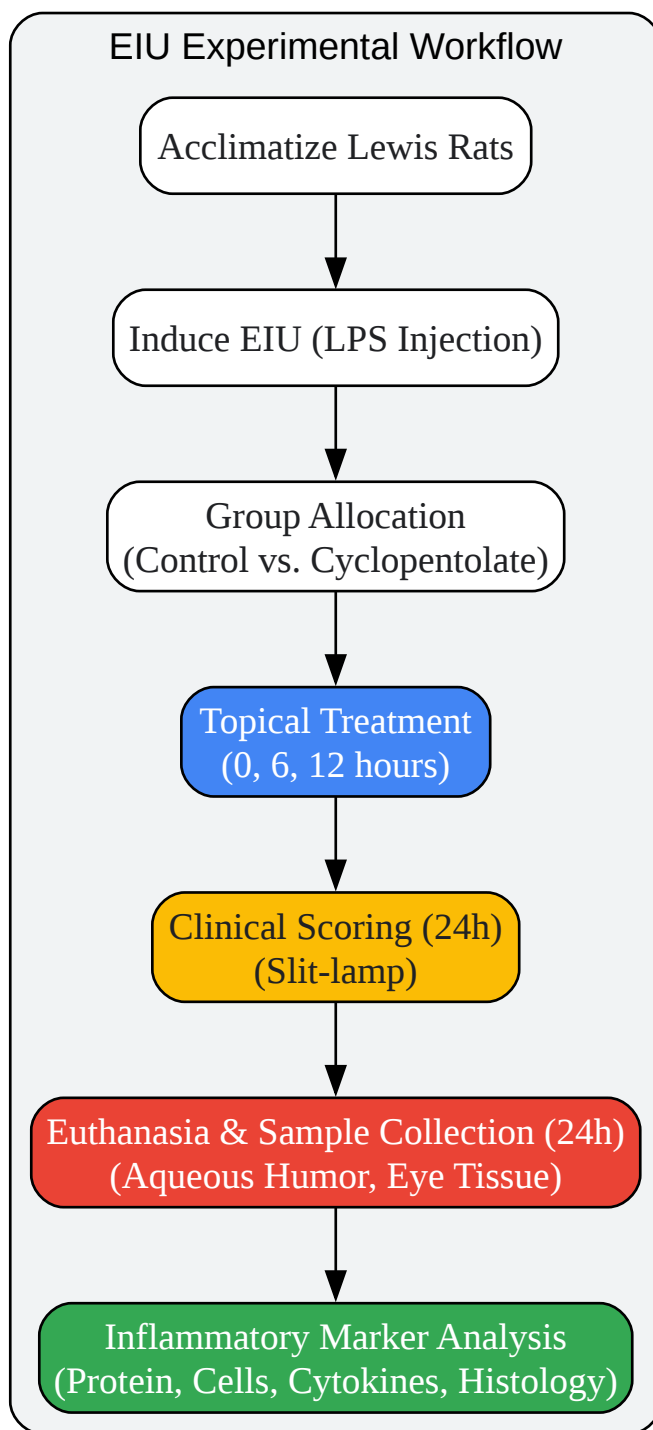 EIU Experimental Workflow
Acclimatize Lewis Rats
Induce EIU (LPS Injection)
Group Allocation
(Control vs. Cyclopentolate)
Topical Treatment
(0, 6, 12 hours)
Clinical Scoring (24h)
(Slit-lamp)
Euthanasia & Sample Collection (24h)
(Aqueous Humor, Eye Tissue)
Inflammatory Marker Analysis
(Protein, Cells, Cytokines, Histology)